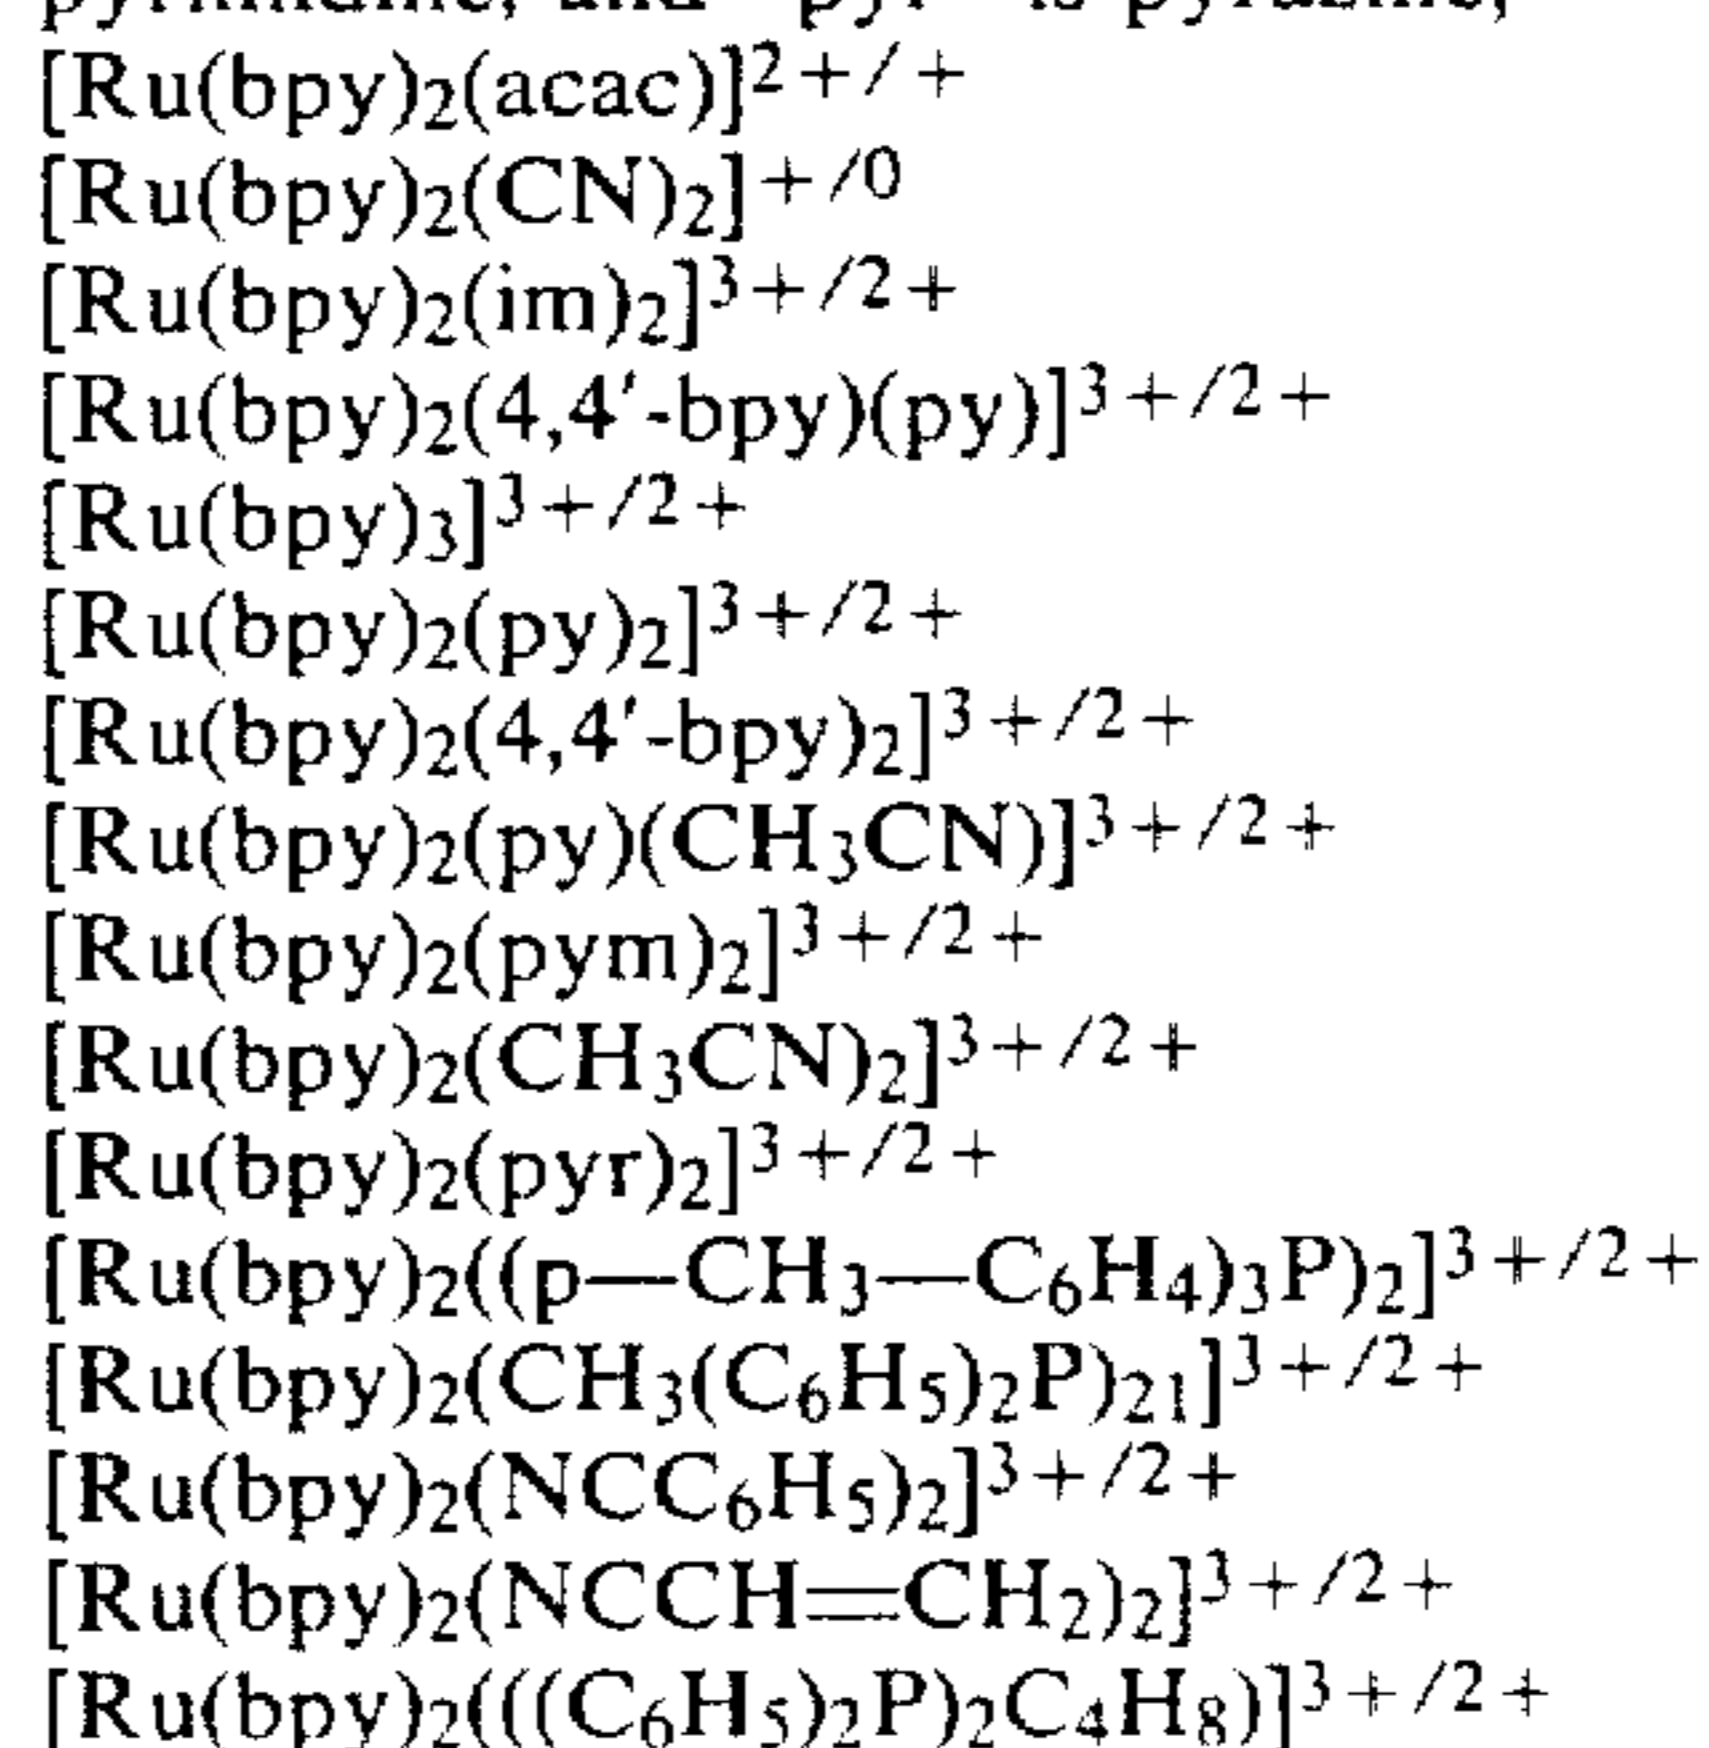 pyrimidine, and "pyr" is pyrazine,
[Ru(bpy)₂(acac)]²⁺/⁺
[Ru(bpy)₂(CN)₂]⁺/⁰
[Ru(bpy)₂(im)₂]³⁺/²⁺
[Ru(bpy)₂(4,4′-bpy)(py)]³⁺/²⁺
[Ru(bpy)₃]³⁺/²⁺
[Ru(bpy)₂(py)₂]³⁺/²⁺
[Ru(bpy)₂(4,4′-bpy)₂]³⁺/²⁺
[Ru(bpy)₂(py)(CH₃CN)]³⁺/²⁺
[Ru(bpy)₂(pym)₂]³⁺/²⁺
[Ru(bpy)₂(CH₃CN)₂]³⁺/²⁺
[Ru(bpy)₂(pyr)₂]³⁺/²⁺
[Ru(bpy)₂((p—CH₃—C₆H₄)₃P)₂]³⁺/²⁺
[Ru(bpy)₂(CH₃(C₆H₅)₂P)₂₁]³⁺/²⁺
[Ru(bpy)₂(NCC₆H₅)₂]³⁺/²⁺
[Ru(bpy)₂(NCCH=CH₂)₂]³⁺/²⁺
[Ru(bpy)₂(((C₆H₅)₂P)₂C₄H₈)]³⁺/²⁺